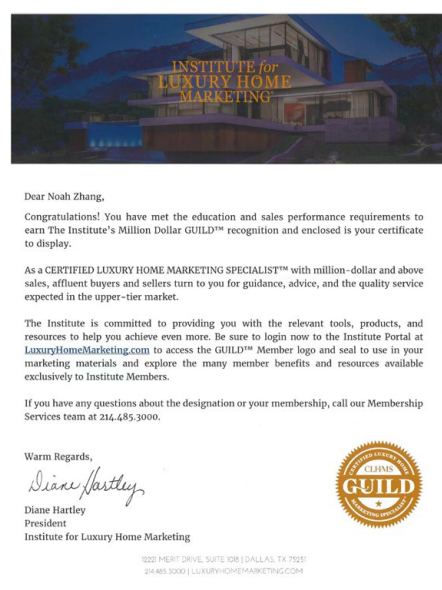 INSTITUTE for
LUXURY HOME
MARKETING
Dear Noah Zhang,
Congratulations! You have met the education and sales performance requirements to
earn The Institute's Million Dollar GUILD™ recognition and enclosed is your certificate
to display.
As a CERTIFIED LUXURY HOME MARKETING SPECIALIST™ with million-dollar and above
sales, affluent buyers and sellers turn to you for guidance, advice, and the quality service
expected in the upper-tier market.
The Institute is committed to providing you with the relevant tools, products, and
resources to help you achieve even more. Be sure to login now to the Institute Portal at
LuxuryHomeMarketing.com to access the GUILD™ Member logo and seal to use in your
marketing materials and explore the many member benefits and resources available
exclusively to Institute Members.
If you have any questions about the designation or your membership, call our Membership
Services team at 214.485.3000.
Warm Regards,
Diane Hartley
Diane Hartley
President
Institute for Luxury Home Marketing
CERTIFIED LUXURY HOME
CLHMS
GUILD
MARKETING SPECIALIST
12221 MERIT DRIVE, SUITE 1018 | DALLAS, TX 75251
214.485.3000 | LUXURYHOMEMARKETING.COM